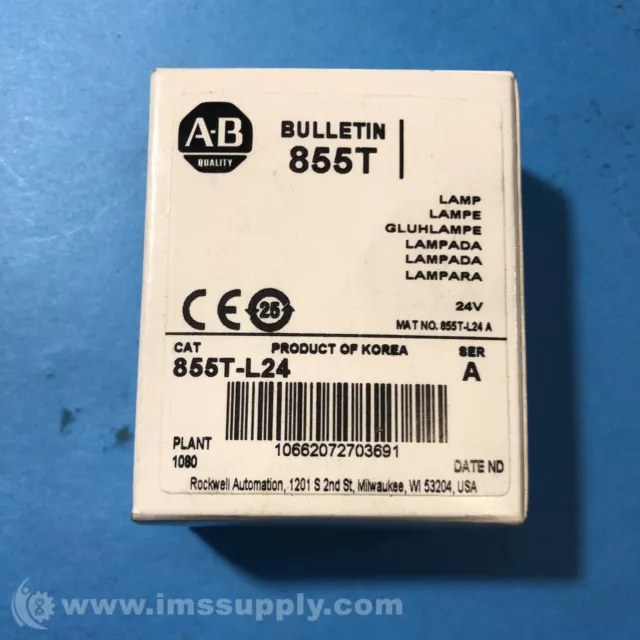 A-B
QUALITY
BULLETIN
855T
LAMP
LAMPE
GLUHLAMPE
LAMPADA
LAMPADA
LAMPARA
CE 25
24V
MAT NO. 855T-L24 A
CAT PRODUCT OF KOREA SER
855T-L24 A
10662072703691
PLANT
1080
DATE ND
Rockwell Automation, 1201 S 2nd St, Milwaukee, WI 53204, USA
www.imssupply.com